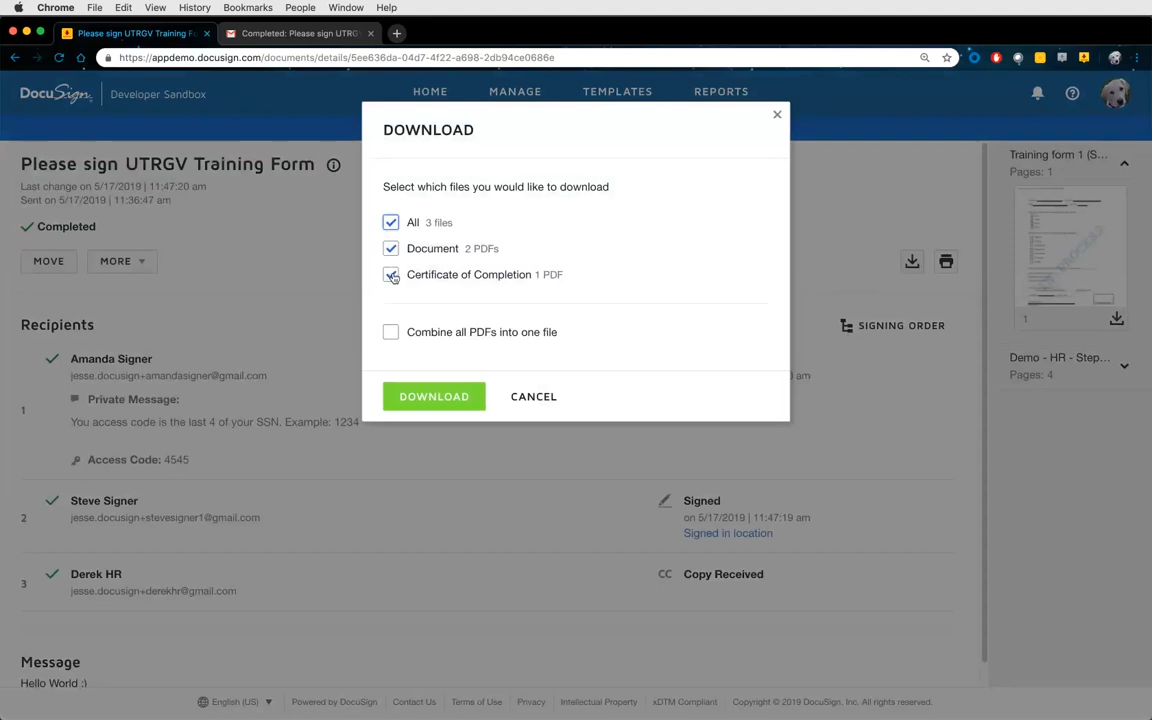 Chrome File Edit View History Bookmarks People Window Help
Please sign UTRGV Training F
Completed: Please sign UTRG
https://appdemo.docusign.com/documents/details/5ee636da-04d7-4f22-a698-2db94ce0686e
DocuSign Developer Sandbox HOME MANAGE TEMPLATES REPORTS
DOWNLOAD
Select which files you would like to download
All 3 files
Document 2 PDFs
Certificate of Completion 1 PDF
Combine all PDFs into one file
DOWNLOAD CANCEL
Please sign UTRGV Training Form
Last change on 5/17/2019 | 11:47:20 am
Sent on 5/17/2019 | 11:36:47 am
Completed
MOVE MORE
Recipients
SIGNING ORDER
1
Amanda Signer
jesse.docusign+amandasigner@gmail.com
am
Private Message:
You access code is the last 4 of your SSN. Example: 1234
Access Code: 4545
2
Steve Signer
jesse.docusign+stevesigner1@gmail.com
Signed
on 5/17/2019 | 11:47:19 am
Signed in location
3
Derek HR
jesse.docusign+derekhr@gmail.com
CC Copy Received
Message
Hello World :)
Training form 1 (S...
Pages: 1
1
Demo - HR - Step...
Pages: 4
English (US) Powered by DocuSign Contact Us Terms of Use Privacy Intellectual Property xDTM Compliant Copyright © 2019 DocuSign, Inc. All rights reserved.